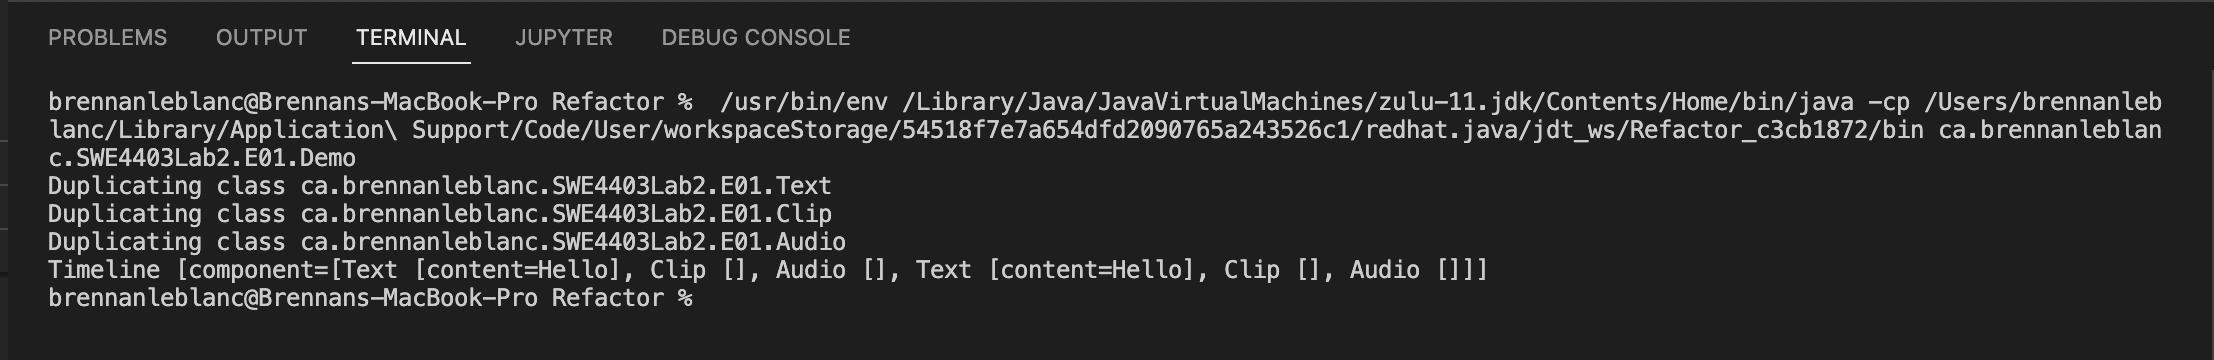 PROBLEMS OUTPUT TERMINAL JUPYTER DEBUG CONSOLE
brennanleblanc@Brennans-MacBook-Pro Refactor %  /usr/bin/env /Library/Java/JavaVirtualMachines/zulu-11.jdk/Contents/Home/bin/java -cp /Users/brennanleb
lanc/Library/Application\ Support/Code/User/workspaceStorage/54518f7e7a654dfd2090765a243526c1/redhat.java/jdt_ws/Refactor_c3cb1872/bin ca.brennanleblan
c.SWE4403Lab2.E01.Demo
Duplicating class ca.brennanleblanc.SWE4403Lab2.E01.Text
Duplicating class ca.brennanleblanc.SWE4403Lab2.E01.Clip
Duplicating class ca.brennanleblanc.SWE4403Lab2.E01.Audio
Timeline [component=[Text [content=Hello], Clip [], Audio [], Text [content=Hello], Clip [], Audio []]]
brennanleblanc@Brennans-MacBook-Pro Refactor %